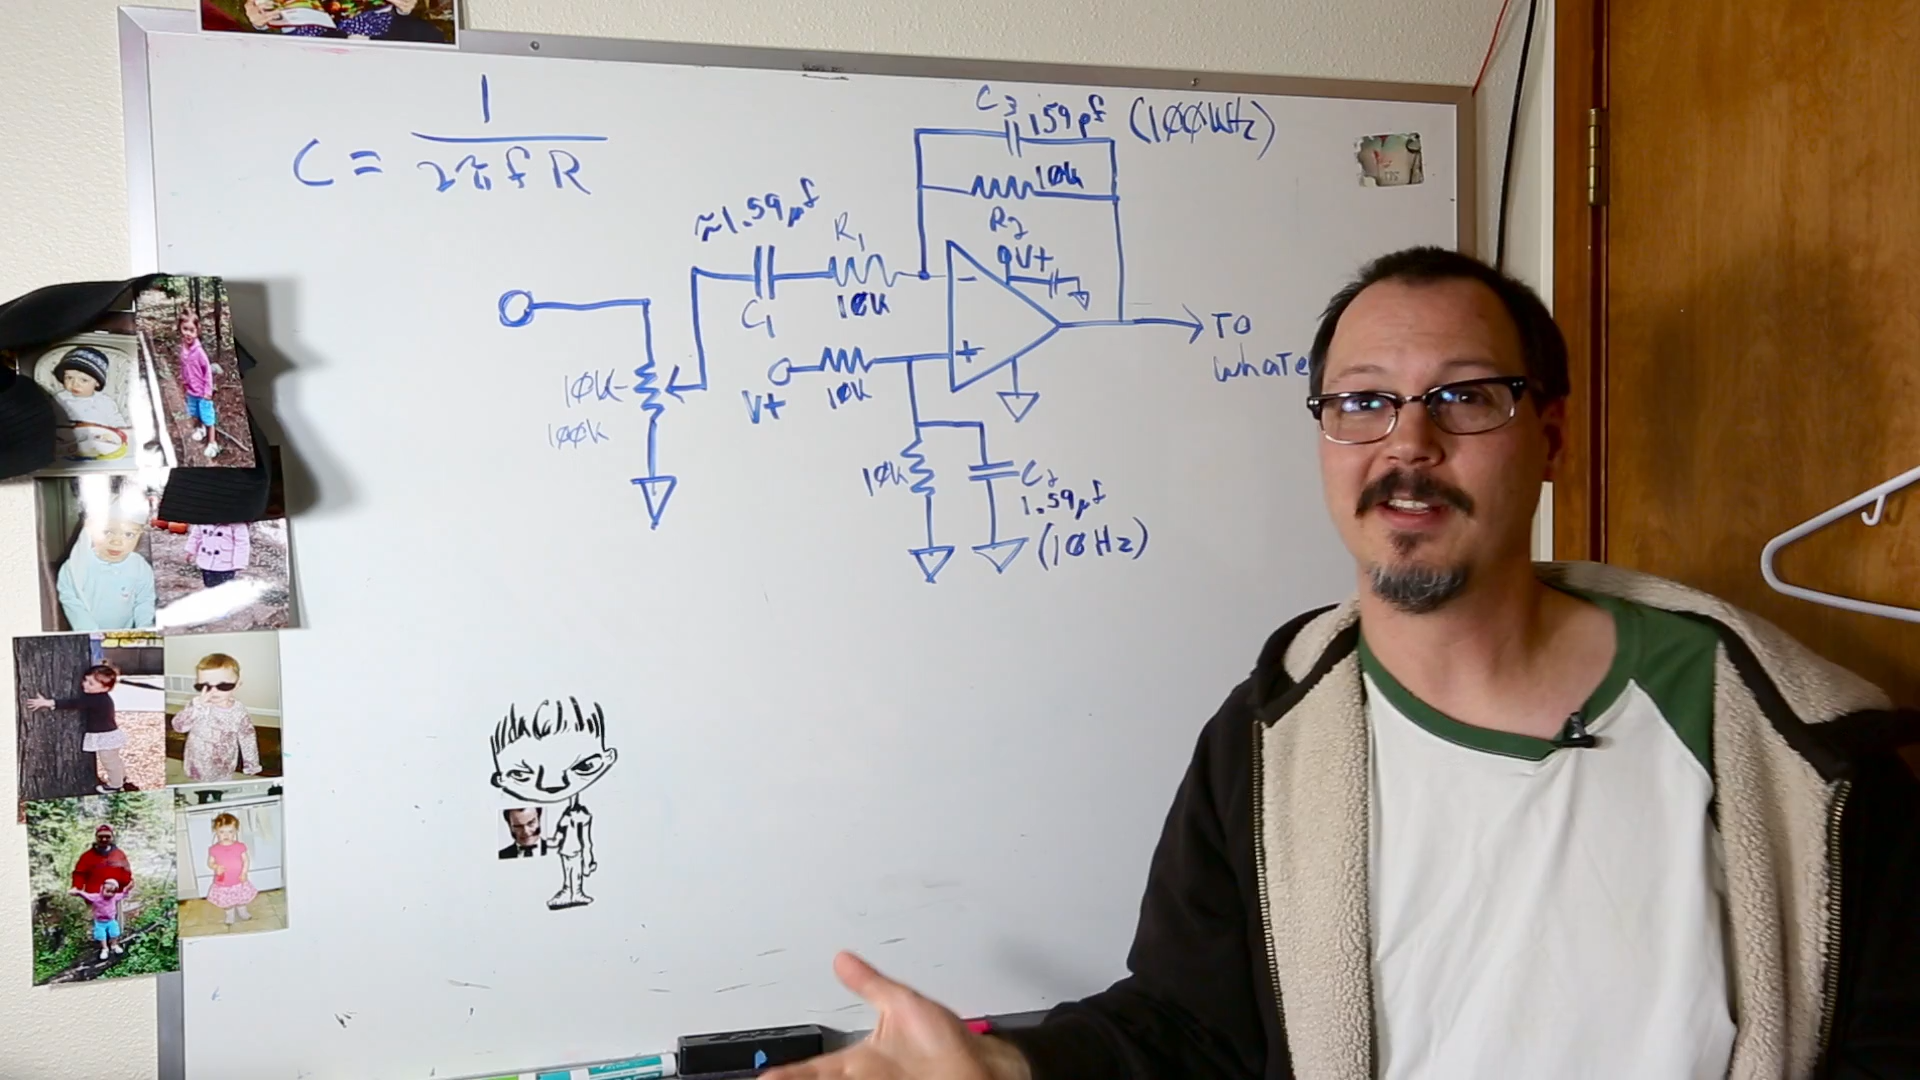 C = 1
2πfR
C3 159pf (100kHz)
10k
R2
≈1.59µf
R1
C1
10k
9V+
-
+
TO
whate
10k-
100k
V+
10k
10k
C2
1.59µf
(10Hz)